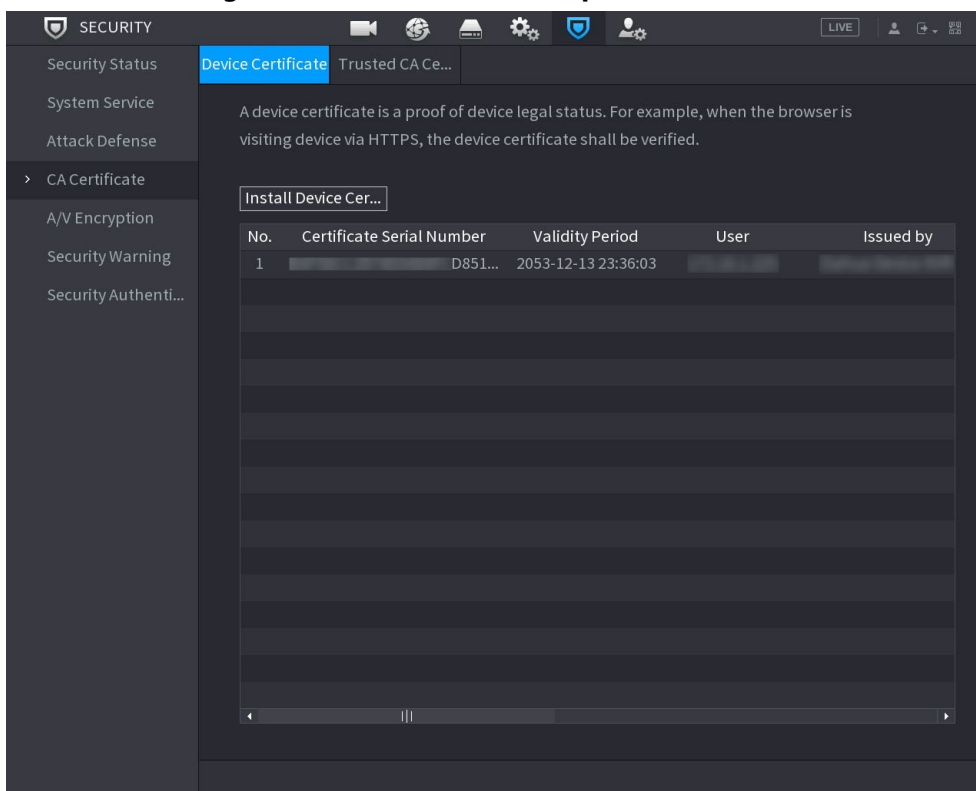 SECURITY
LIVE
Security Status
System Service
Attack Defense
CA Certificate
A/V Encryption
Security Warning
Security Authenti...
Device Certificate
Trusted CA Ce...
A device certificate is a proof of device legal status. For example, when the browser is
visiting device via HTTPS, the device certificate shall be verified.
Install Device Cer...
No. Certificate Serial Number Validity Period User Issued by
1 D851... 2053-12-13 23:36:03